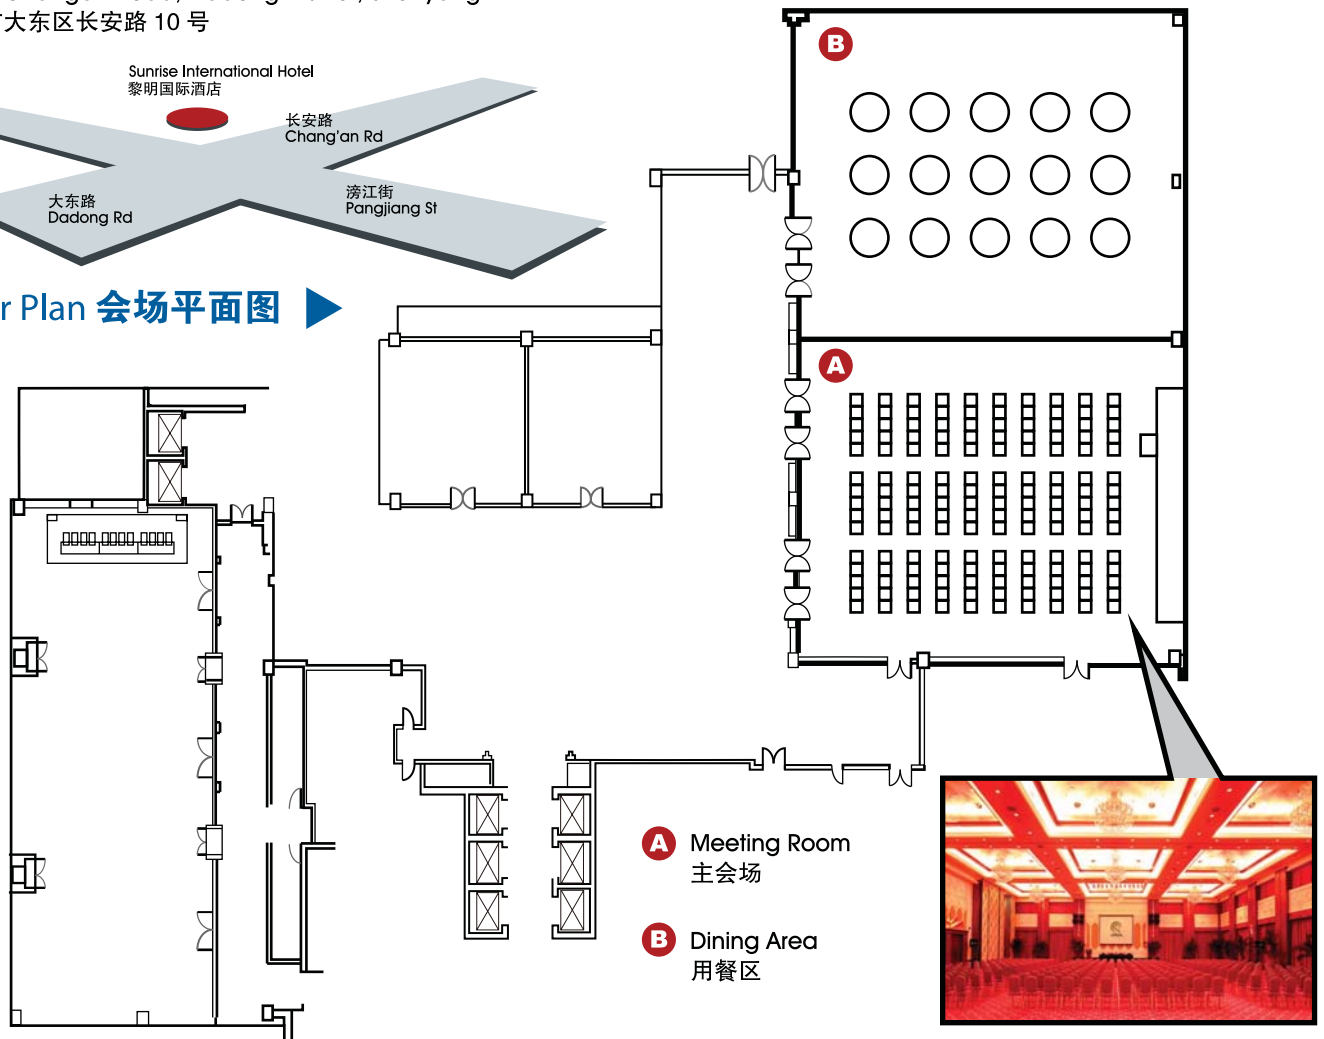 大东区长安路 10 号
Sunrise International Hotel
黎明国际酒店
长安路
Chang'an Rd
大东路
Dadong Rd
滂江街
Pangjiang St
Plan 会场平面图
B
A
A Meeting Room
主会场
B Dining Area
用餐区